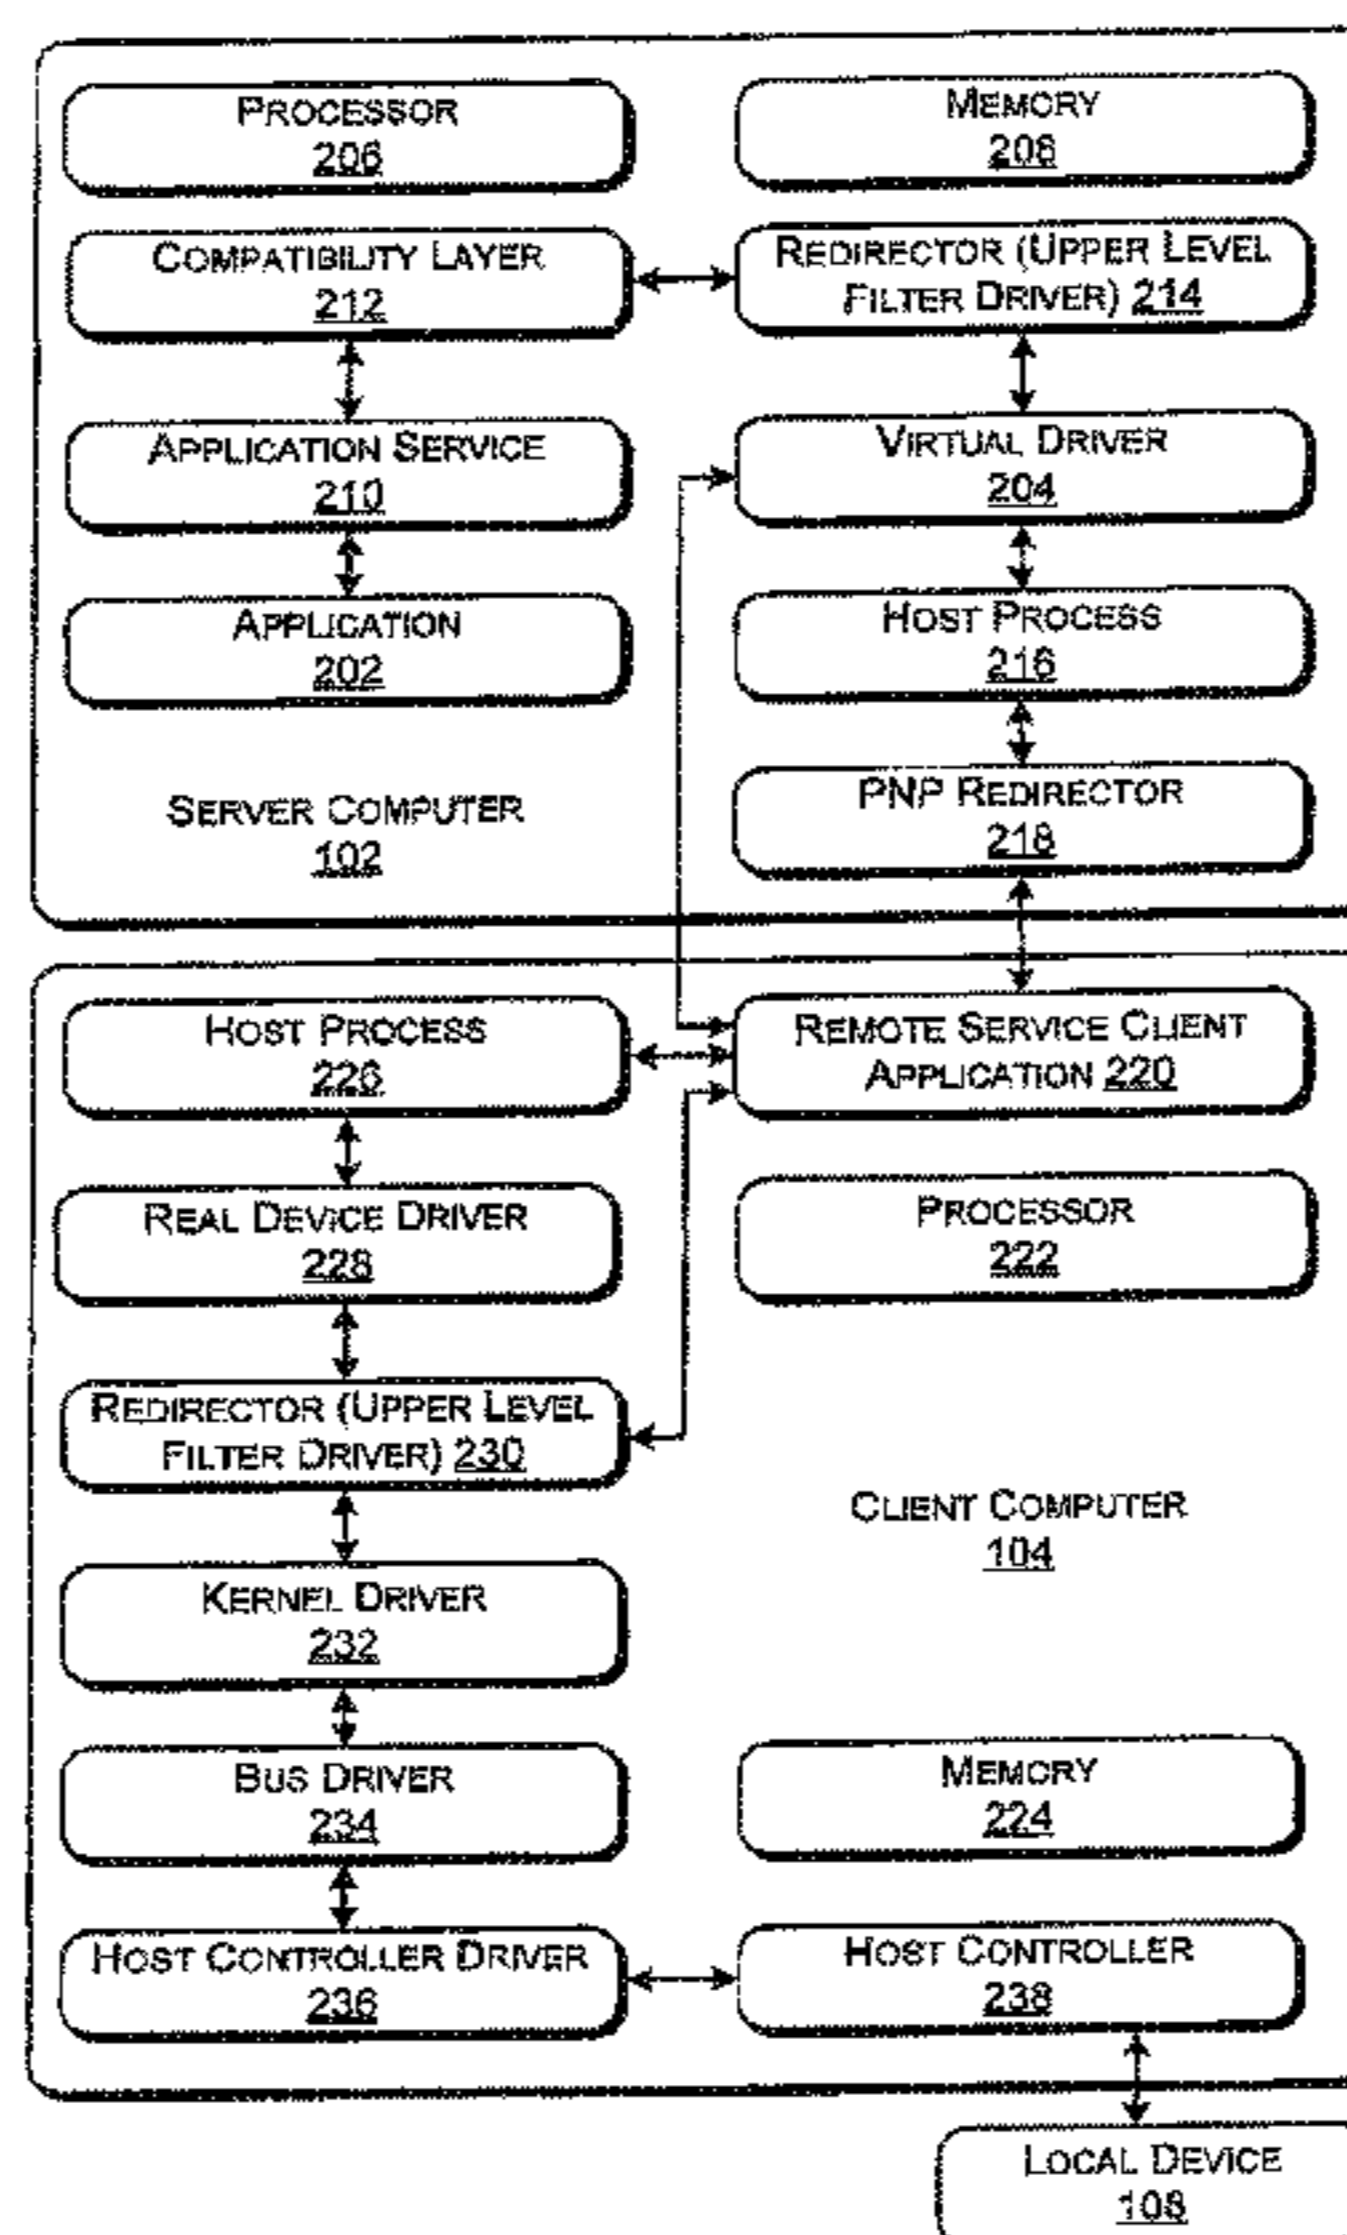 PROCESSOR
206
MEMORY
208
COMPATIBILITY LAYER
212
REDIRECTOR (UPPER LEVEL
FILTER DRIVER) 214
APPLICATION SERVICE
210
VIRTUAL DRIVER
204
APPLICATION
202
HOST PROCESS
216
PNP REDIRECTOR
218
SERVER COMPUTER
102
HOST PROCESS
226
REMOTE SERVICE CLIENT
APPLICATION 220
REAL DEVICE DRIVER
228
PROCESSOR
222
REDIRECTOR (UPPER LEVEL
FILTER DRIVER) 230
CLIENT COMPUTER
104
KERNEL DRIVER
232
BUS DRIVER
234
MEMORY
224
HOST CONTROLLER DRIVER
236
HOST CONTROLLER
238
LOCAL DEVICE
108